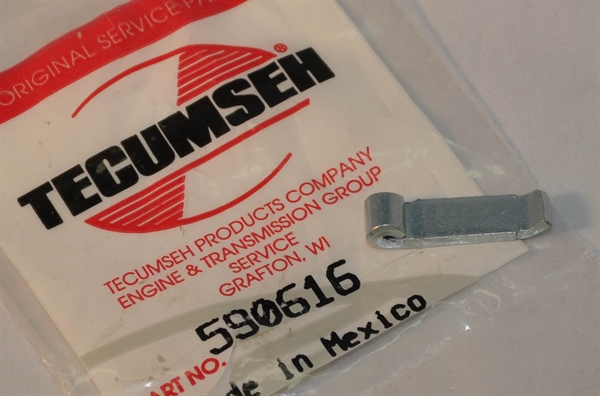 ORIGINAL SERVICE PA
TECUMSEH®
TECUMSEH PRODUCTS COMPANY
ENGINE & TRANSMISSION GROUP
SERVICE
GRAFTON, WI
ART NO. 590616
de in Mexico